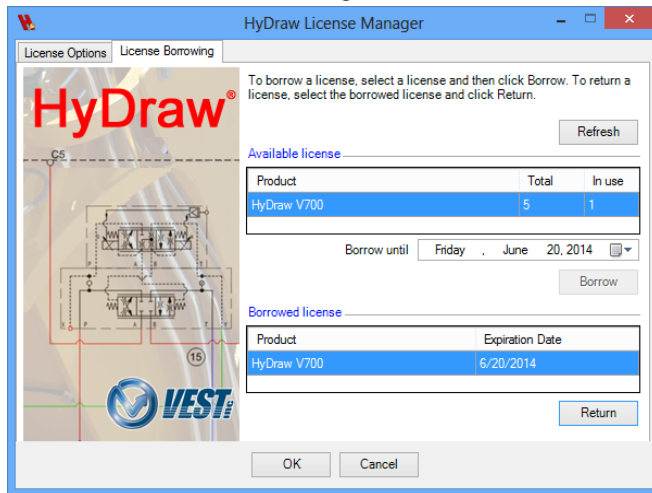 HyDraw License Manager
License Options License Borrowing
To borrow a license, select a license and then click Borrow. To return a
license, select the borrowed license and click Return.
HyDraw®
Refresh
C5
Available license
Product Total In use
HyDraw V700 5 1
Borrow until Friday , June 20, 2014
Borrow
P A B T
Borrowed license
Product Expiration Date
HyDraw V700 6/20/2014
X P A B T Y
15
VEST INC
Return
OK Cancel